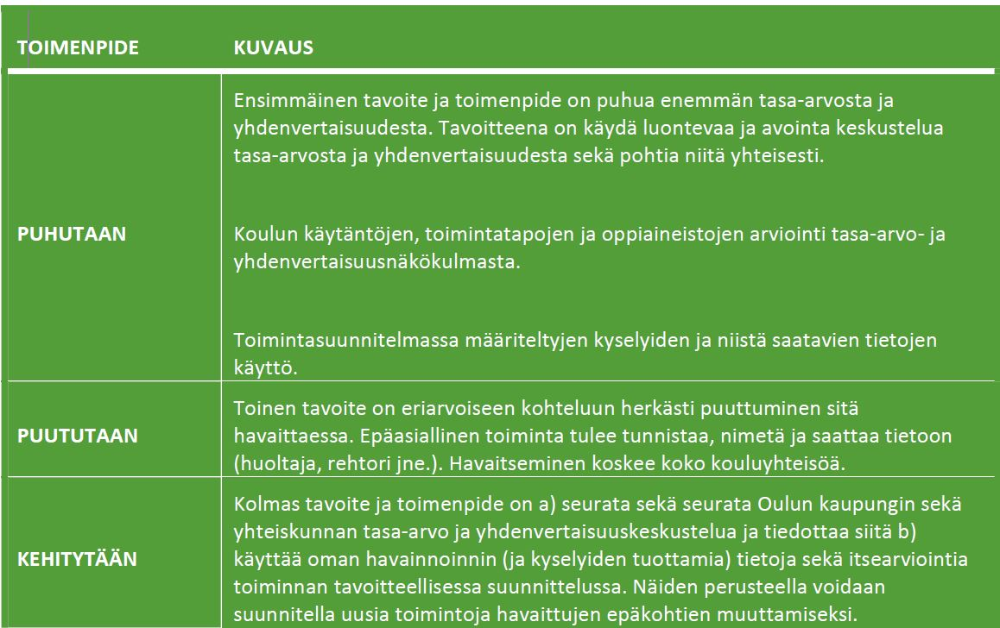 TOIMENPIDE KUVAUS
Ensimmäinen tavoite ja toimenpide on puhua enemmän tasa-arvosta ja
yhdenvertaisuudesta. Tavoitteena on käydä luontevaa ja avointa keskustelua
tasa-arvosta ja yhdenvertaisuudesta sekä pohtia niitä yhteisesti.
PUHUTAAN
Koulun käytäntöjen, toimintatapojen ja oppiaineistojen arviointi tasa-arvo- ja
yhdenvertaisuusnäkökulmasta.
Toimintasuunnitelmassa määriteltyjen kyselyiden ja niistä saatavien tietojen
käyttö.
PUUTUTAAN
Toinen tavoite on eriarvoiseen kohteluun herkästi puuttuminen sitä
havaittaessa. Epäasiallinen toiminta tulee tunnistaa, nimetä ja saattaa tietoon
(huoltaja, rehtori jne.). Havaitseminen koskee koko kouluyhteisöä.
KEHITYTÄÄN
Kolmas tavoite ja toimenpide on a) seurata sekä seurata Oulun kaupungin sekä
yhteiskunnan tasa-arvo ja yhdenvertaisuuskeskustelua ja tiedottaa siitä b)
käyttää oman havainnoinnin (ja kyselyiden tuottamia) tietoja sekä itsearviointia
toiminnan tavoitteellisessa suunnittelussa. Näiden perusteella voidaan
suunnitella uusia toimintoja havaittujen epäkohtien muuttamiseksi.